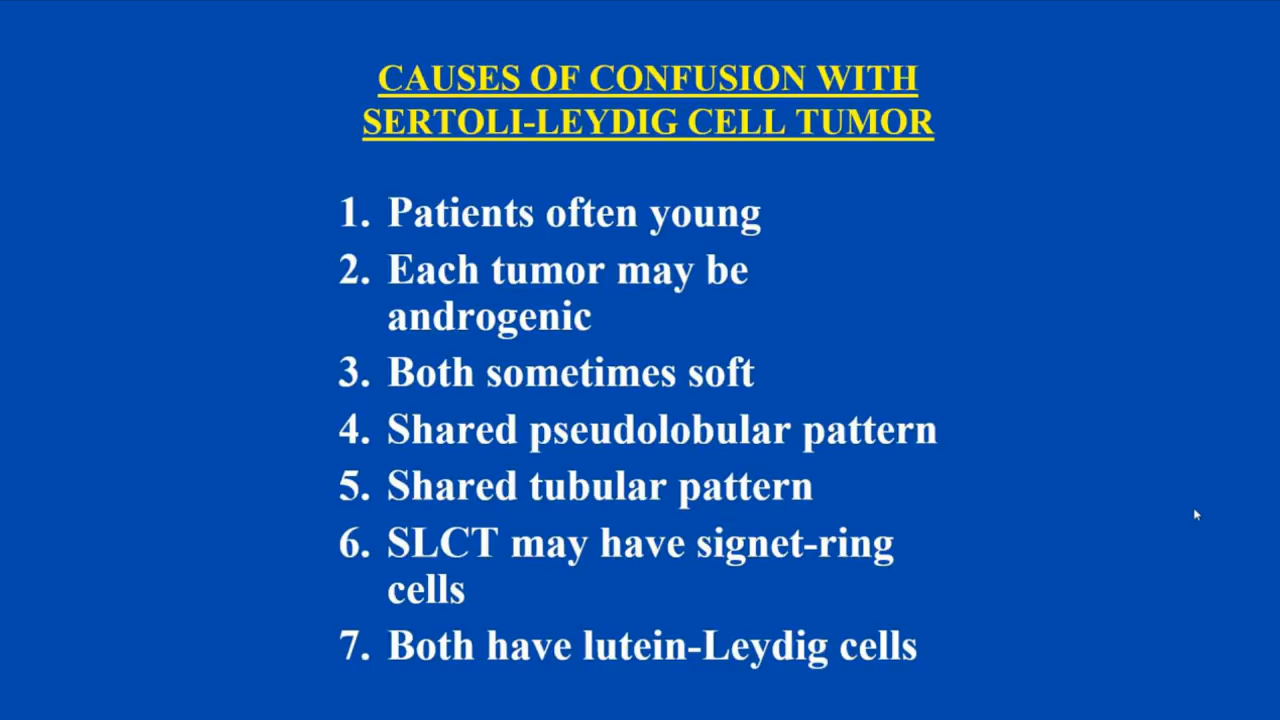 CAUSES OF CONFUSION WITH
SERTOLI-LEYDIG CELL TUMOR
1. Patients often young
2. Each tumor may be
androgenic
3. Both sometimes soft
4. Shared pseudolobular pattern
5. Shared tubular pattern
6. SLCT may have signet-ring
cells
7. Both have lutein-Leydig cells